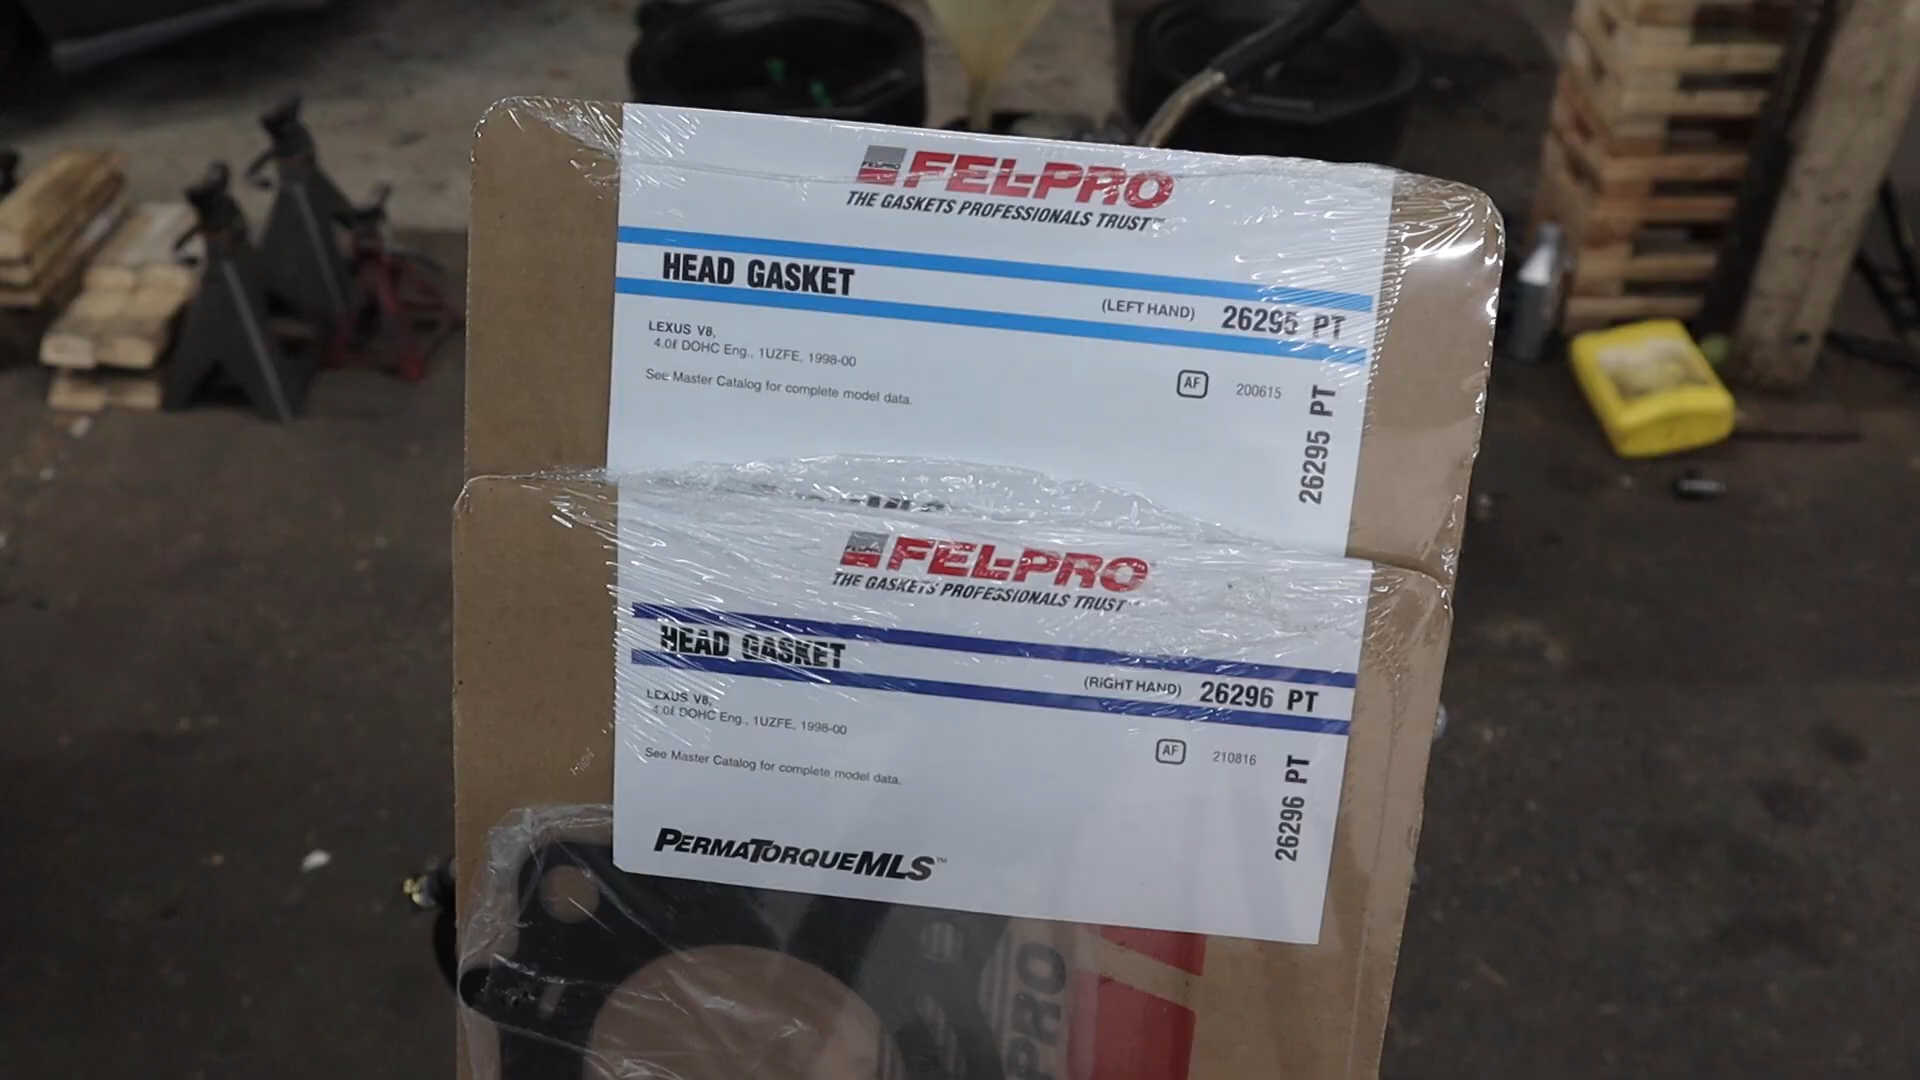 FEL-PRO
THE GASKETS PROFESSIONALS TRUST™
HEAD GASKET
(LEFT HAND) 26295 PT
LEXUS V8,
4.0ℓ DOHC Eng., 1UZFE, 1998-00
See Master Catalog for complete model data.
AF 200615
26295 PT
FEL-PRO
THE GASKETS PROFESSIONALS TRUST™
HEAD GASKET
(RIGHT HAND) 26296 PT
LEXUS V8,
4.0ℓ DOHC Eng., 1UZFE, 1998-00
See Master Catalog for complete model data.
AF 210816
26296 PT
PERMATORQUEMLS™
PRO